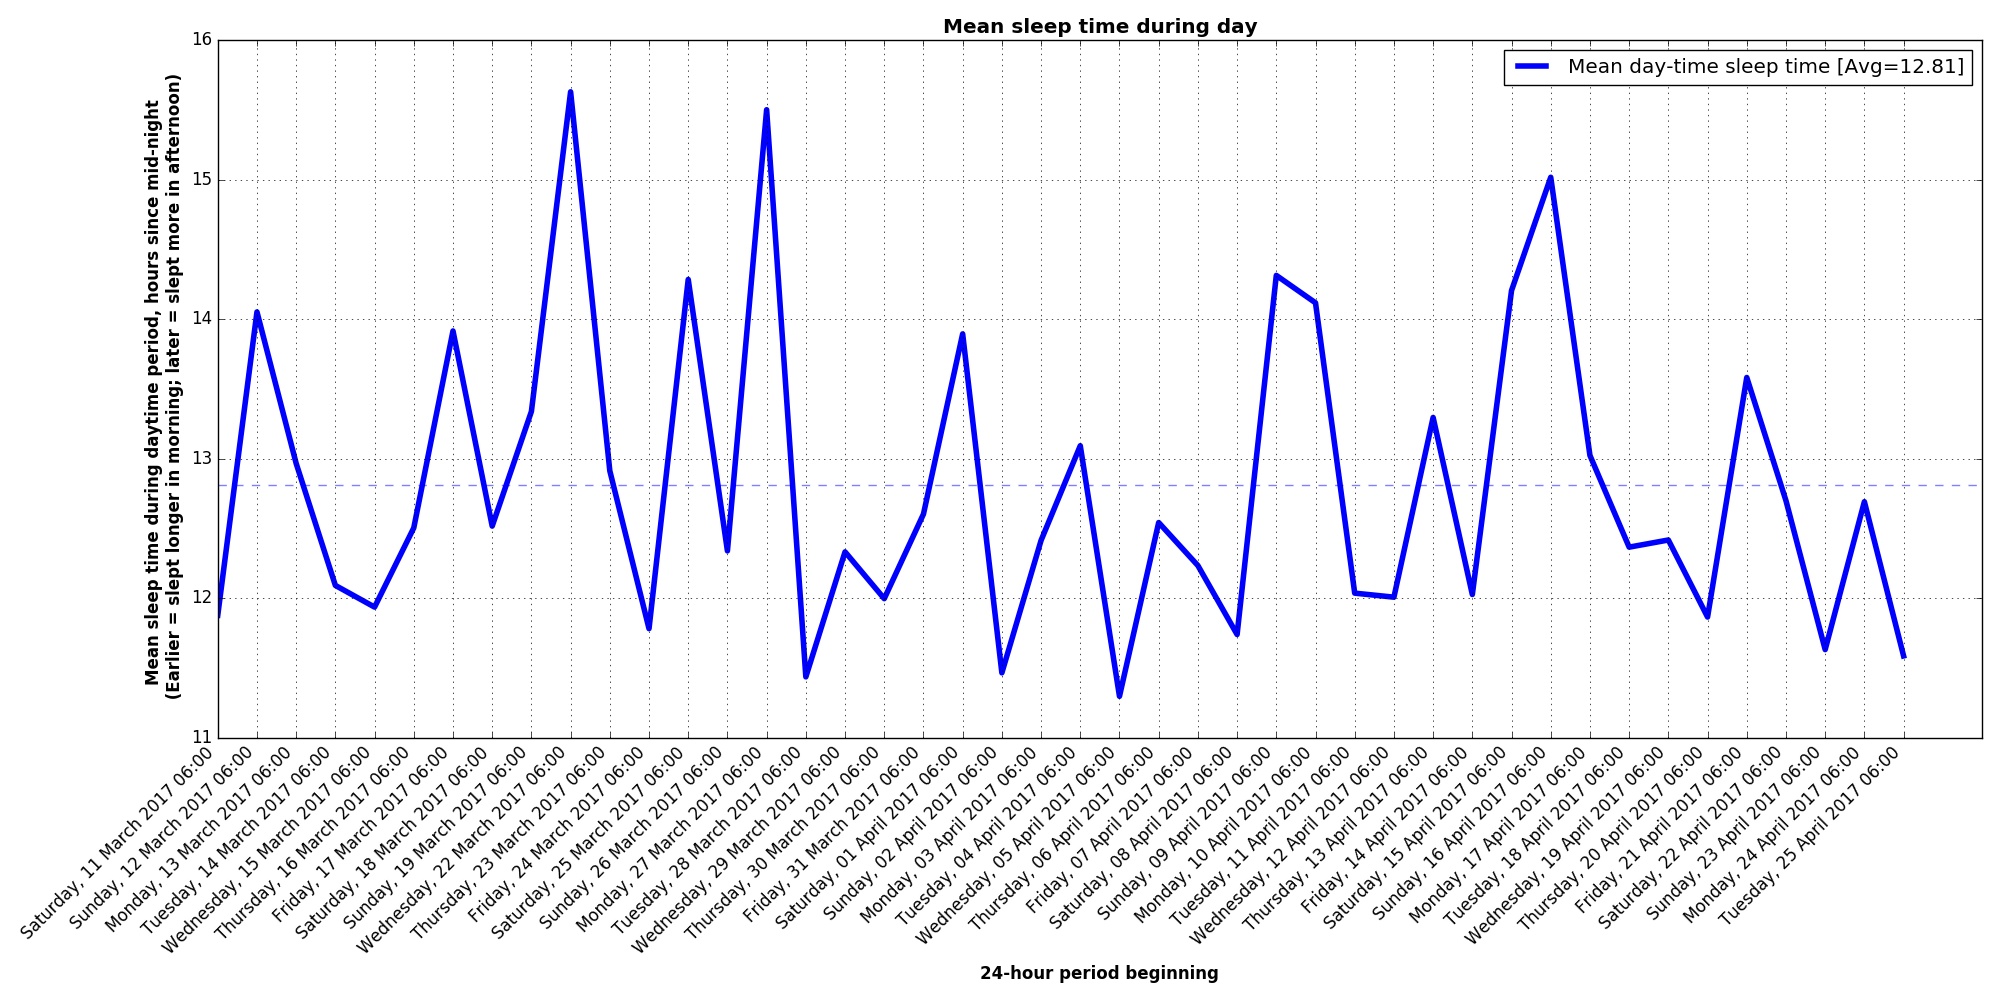 Mean sleep time during day
Mean day-time sleep time [Avg=12.81]
Mean sleep time during daytime period, hours since mid-night
(Earlier = slept longer in morning; later = slept more in afternoon)
16
15
14
13
12
11
Saturday, 11 March 2017 06:00
Sunday, 12 March 2017 06:00
Monday, 13 March 2017 06:00
Tuesday, 14 March 2017 06:00
Wednesday, 15 March 2017 06:00
Thursday, 16 March 2017 06:00
Friday, 17 March 2017 06:00
Saturday, 18 March 2017 06:00
Sunday, 19 March 2017 06:00
Wednesday, 22 March 2017 06:00
Thursday, 23 March 2017 06:00
Friday, 24 March 2017 06:00
Saturday, 25 March 2017 06:00
Sunday, 26 March 2017 06:00
Monday, 27 March 2017 06:00
Tuesday, 28 March 2017 06:00
Wednesday, 29 March 2017 06:00
Thursday, 30 March 2017 06:00
Friday, 31 March 2017 06:00
Saturday, 01 April 2017 06:00
Sunday, 02 April 2017 06:00
Monday, 03 April 2017 06:00
Tuesday, 04 April 2017 06:00
Wednesday, 05 April 2017 06:00
Thursday, 06 April 2017 06:00
Friday, 07 April 2017 06:00
Saturday, 08 April 2017 06:00
Sunday, 09 April 2017 06:00
Monday, 10 April 2017 06:00
Tuesday, 11 April 2017 06:00
Wednesday, 12 April 2017 06:00
Thursday, 13 April 2017 06:00
Friday, 14 April 2017 06:00
Saturday, 15 April 2017 06:00
Sunday, 16 April 2017 06:00
Monday, 17 April 2017 06:00
Tuesday, 18 April 2017 06:00
Wednesday, 19 April 2017 06:00
Thursday, 20 April 2017 06:00
Friday, 21 April 2017 06:00
Saturday, 22 April 2017 06:00
Sunday, 23 April 2017 06:00
Monday, 24 April 2017 06:00
Tuesday, 25 April 2017 06:00
24-hour period beginning